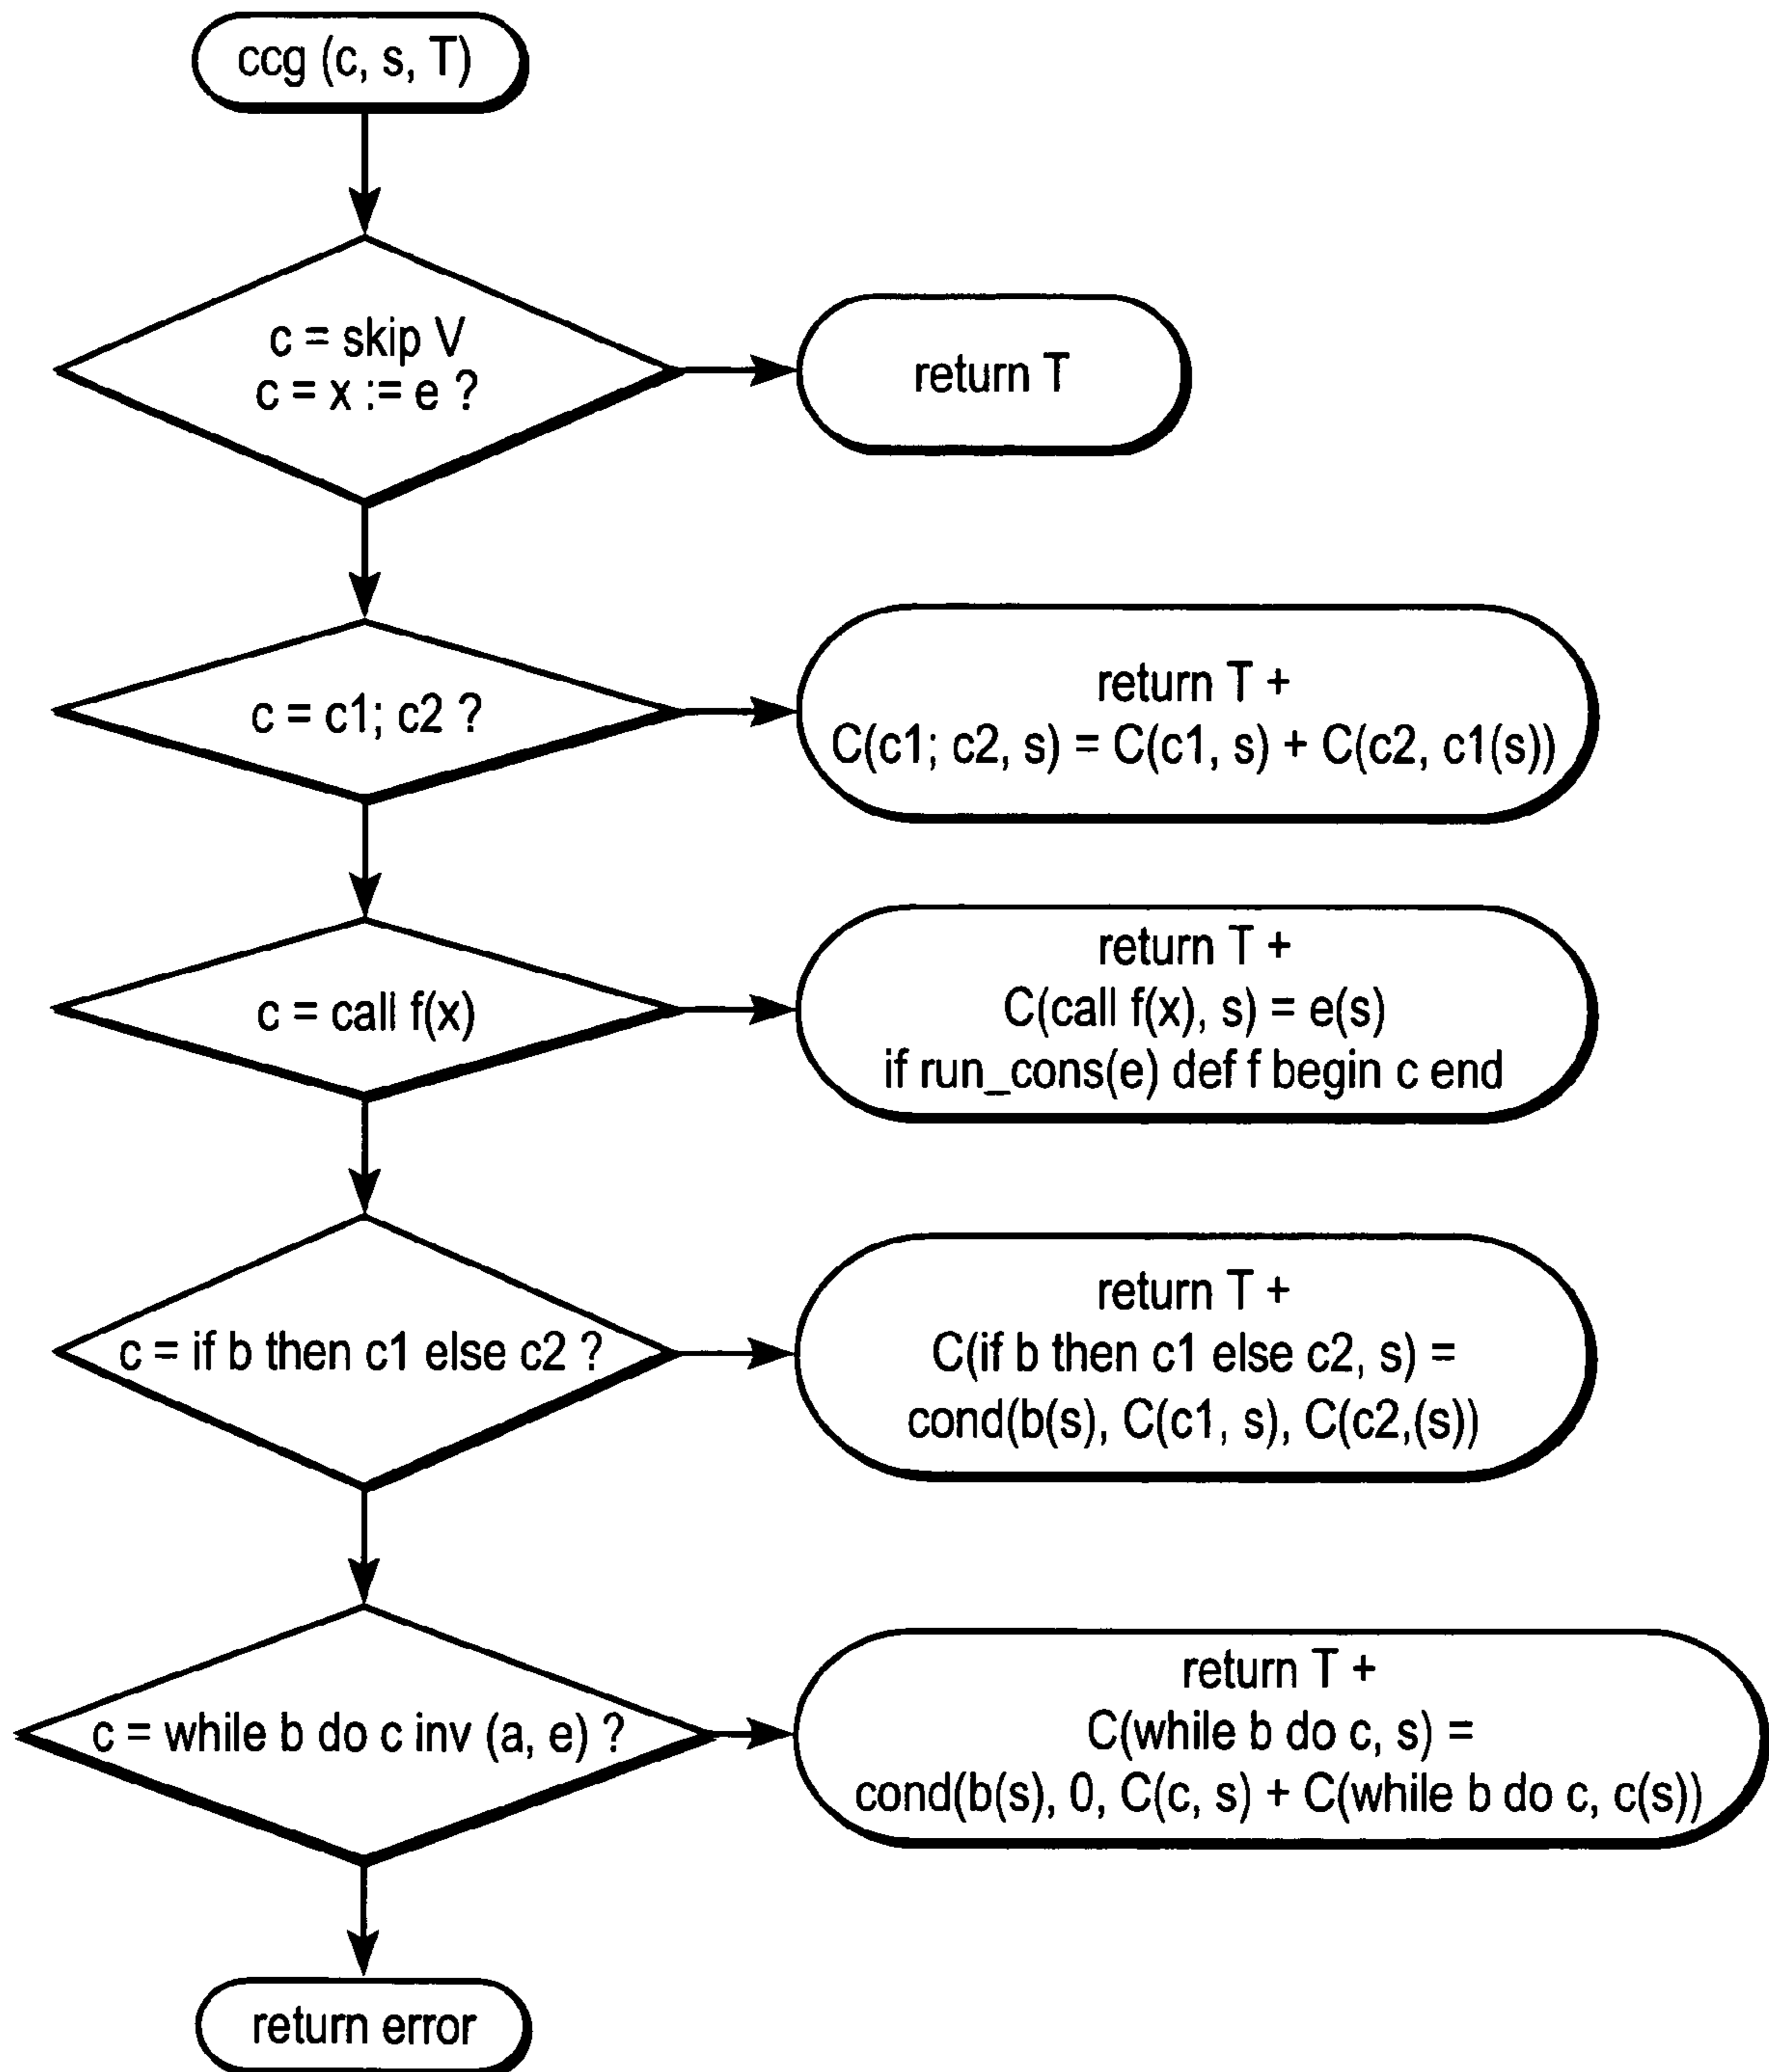 ccg (c, s, T)
c = skip V
c = x := e ?
return T
c = c1; c2 ?
return T +
C(c1; c2, s) = C(c1, s) + C(c2, c1(s))
c = call f(x)
return T +
C(call f(x), s) = e(s)
if run_cons(e) def f begin c end
c = if b then c1 else c2 ?
return T +
C(if b then c1 else c2, s) =
cond(b(s), C(c1, s), C(c2,(s))
c = while b do c inv (a, e) ?
return T +
C(while b do c, s) =
cond(b(s), 0, C(c, s) + C(while b do c, c(s))
return error